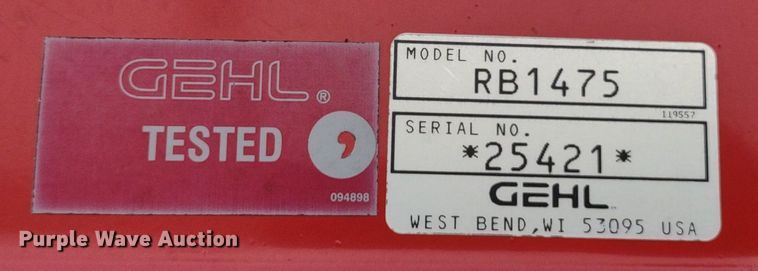 GEHL®
TESTED
,
094898
MODEL NO.
RB1475
119557
SERIAL NO.
*25421*
GEHL
WEST BEND,WI 53095 USA
Purple Wave Auction